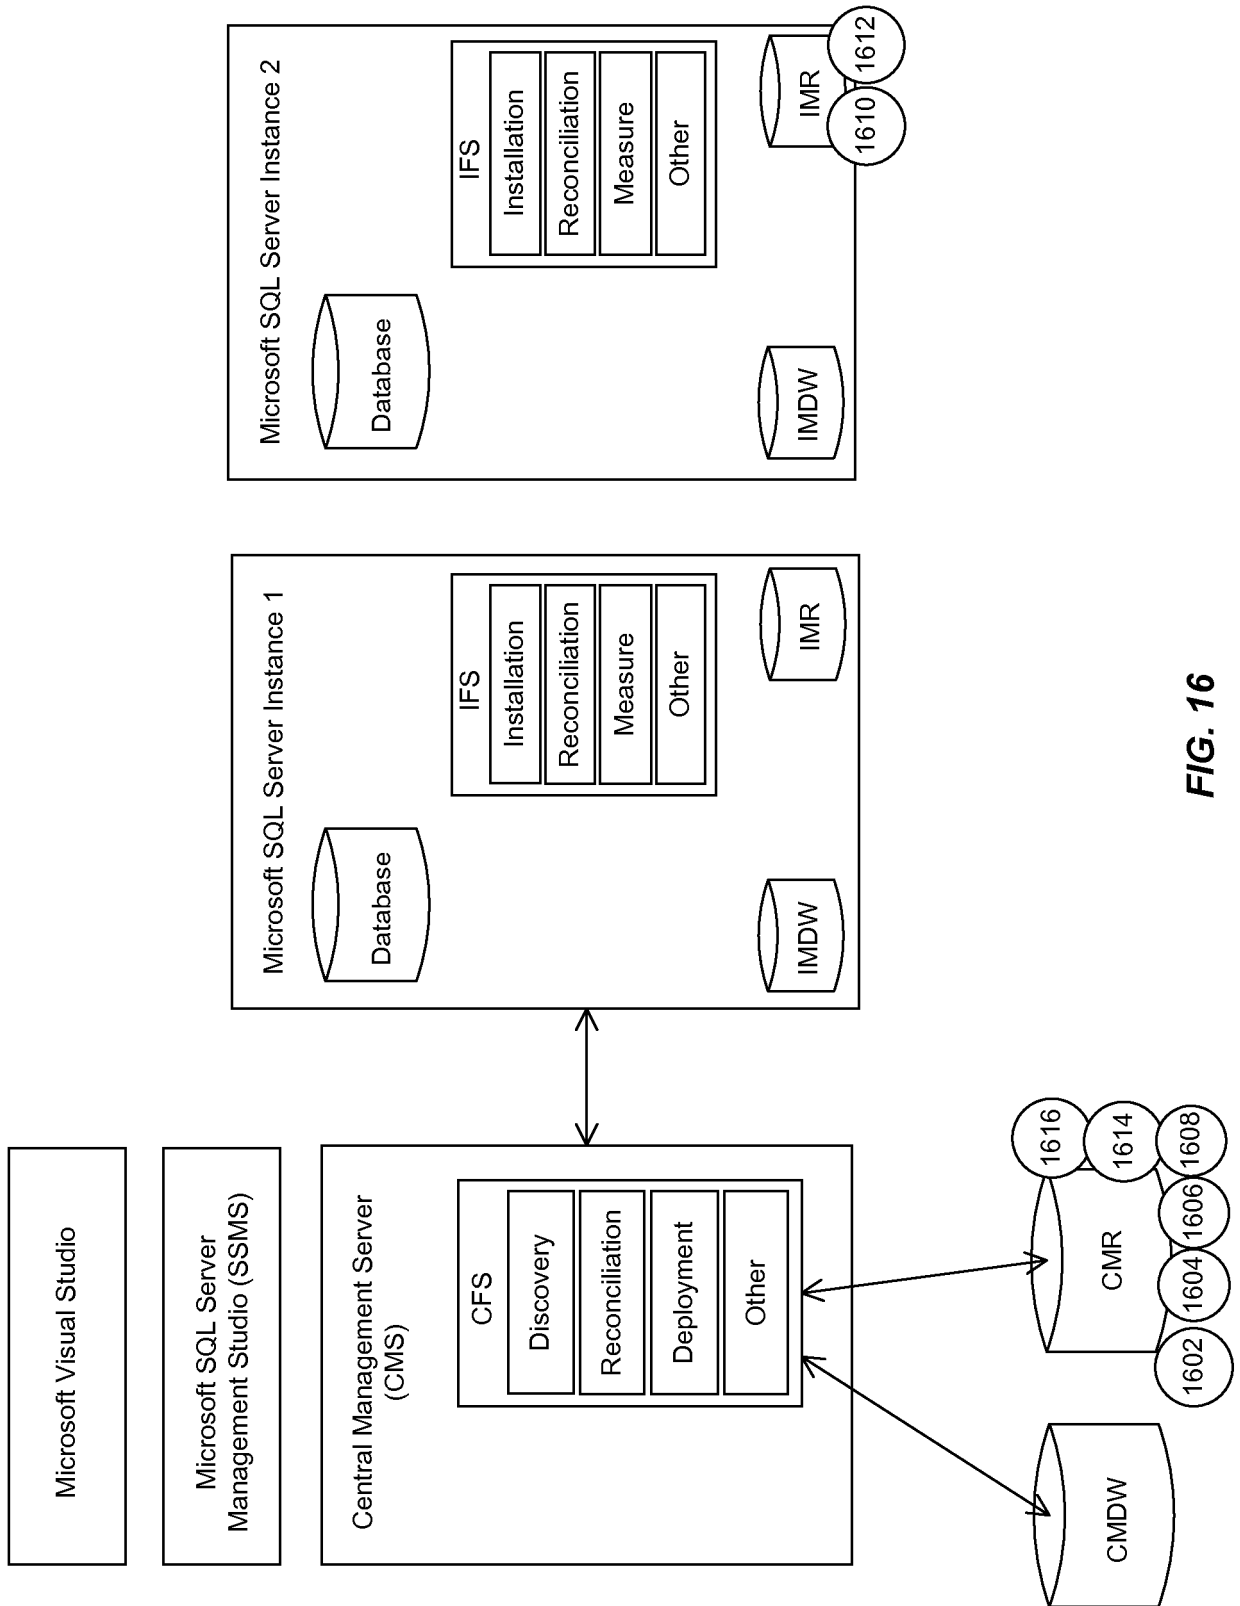 Microsoft Visual Studio
Microsoft SQL Server
Management Studio (SSMS)
Central Management Server
(CMS)
CFS
Discovery
Reconciliation
Deployment
Other
CMDW
CMR
1602
1604
1606
1608
1614
1616
Microsoft SQL Server Instance 1
Database
IFS
Installation
Reconciliation
Measure
Other
IMDW
IMR
Microsoft SQL Server Instance 2
Database
IFS
Installation
Reconciliation
Measure
Other
IMDW
IMR
1610
1612
FIG. 16